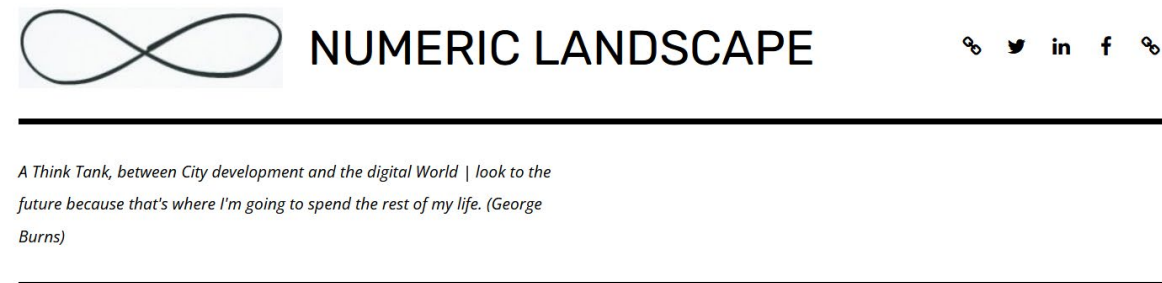 NUMERIC LANDSCAPE
A Think Tank, between City development and the digital World | look to the
future because that's where I'm going to spend the rest of my life. (George
Burns)